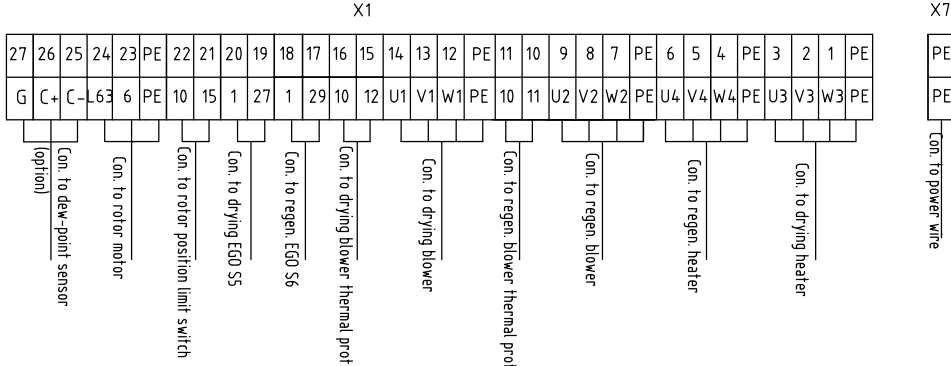 X1
X7
27 26 25 24 23 PE 22 21 20 19 18 17 16 15 14 13 12 PE 11 10 9 8 7 PE 6 5 4 PE 3 2 1 PE
PE
G C+ C- L63 6 PE 10 15 1 27 1 29 10 12 U1 V1 W1 PE 10 11 U2 V2 W2 PE U4 V4 W4 PE U3 V3 W3 PE
PE
Con. to dew-point sensor
(option)
Con. to rotor motor
Con. to rotor position limit switch
Con. to drying EGO S5
Con. to regen. EGO S6
Con. to drying blower thermal prot
Con. to drying blower
Con. to regen. blower thermal prot
Con. to regen. blower
Con. to regen. heater
Con. to drying heater
Con. to power wire